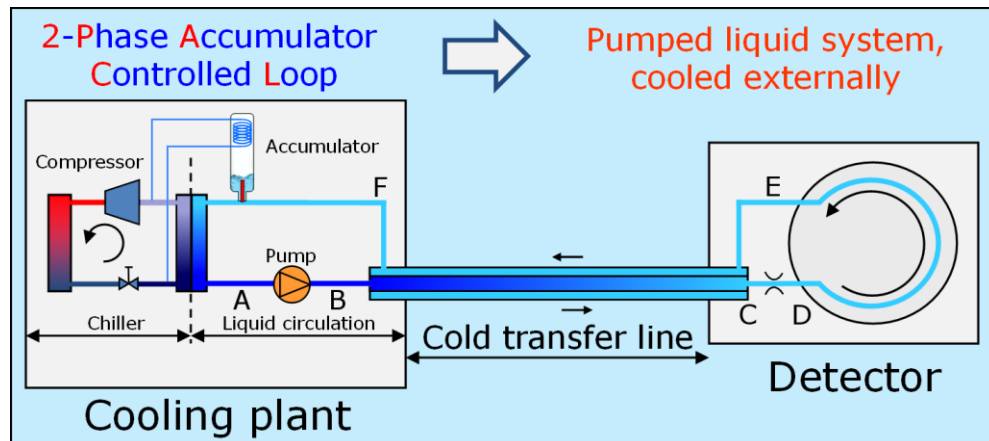 2-Phase Accumulator
Controlled Loop
Pumped liquid system,
cooled externally
Compressor
Accumulator
F
E
Pump
A
B
C
D
Chiller
Liquid circulation
Cold transfer line
Cooling plant
Detector